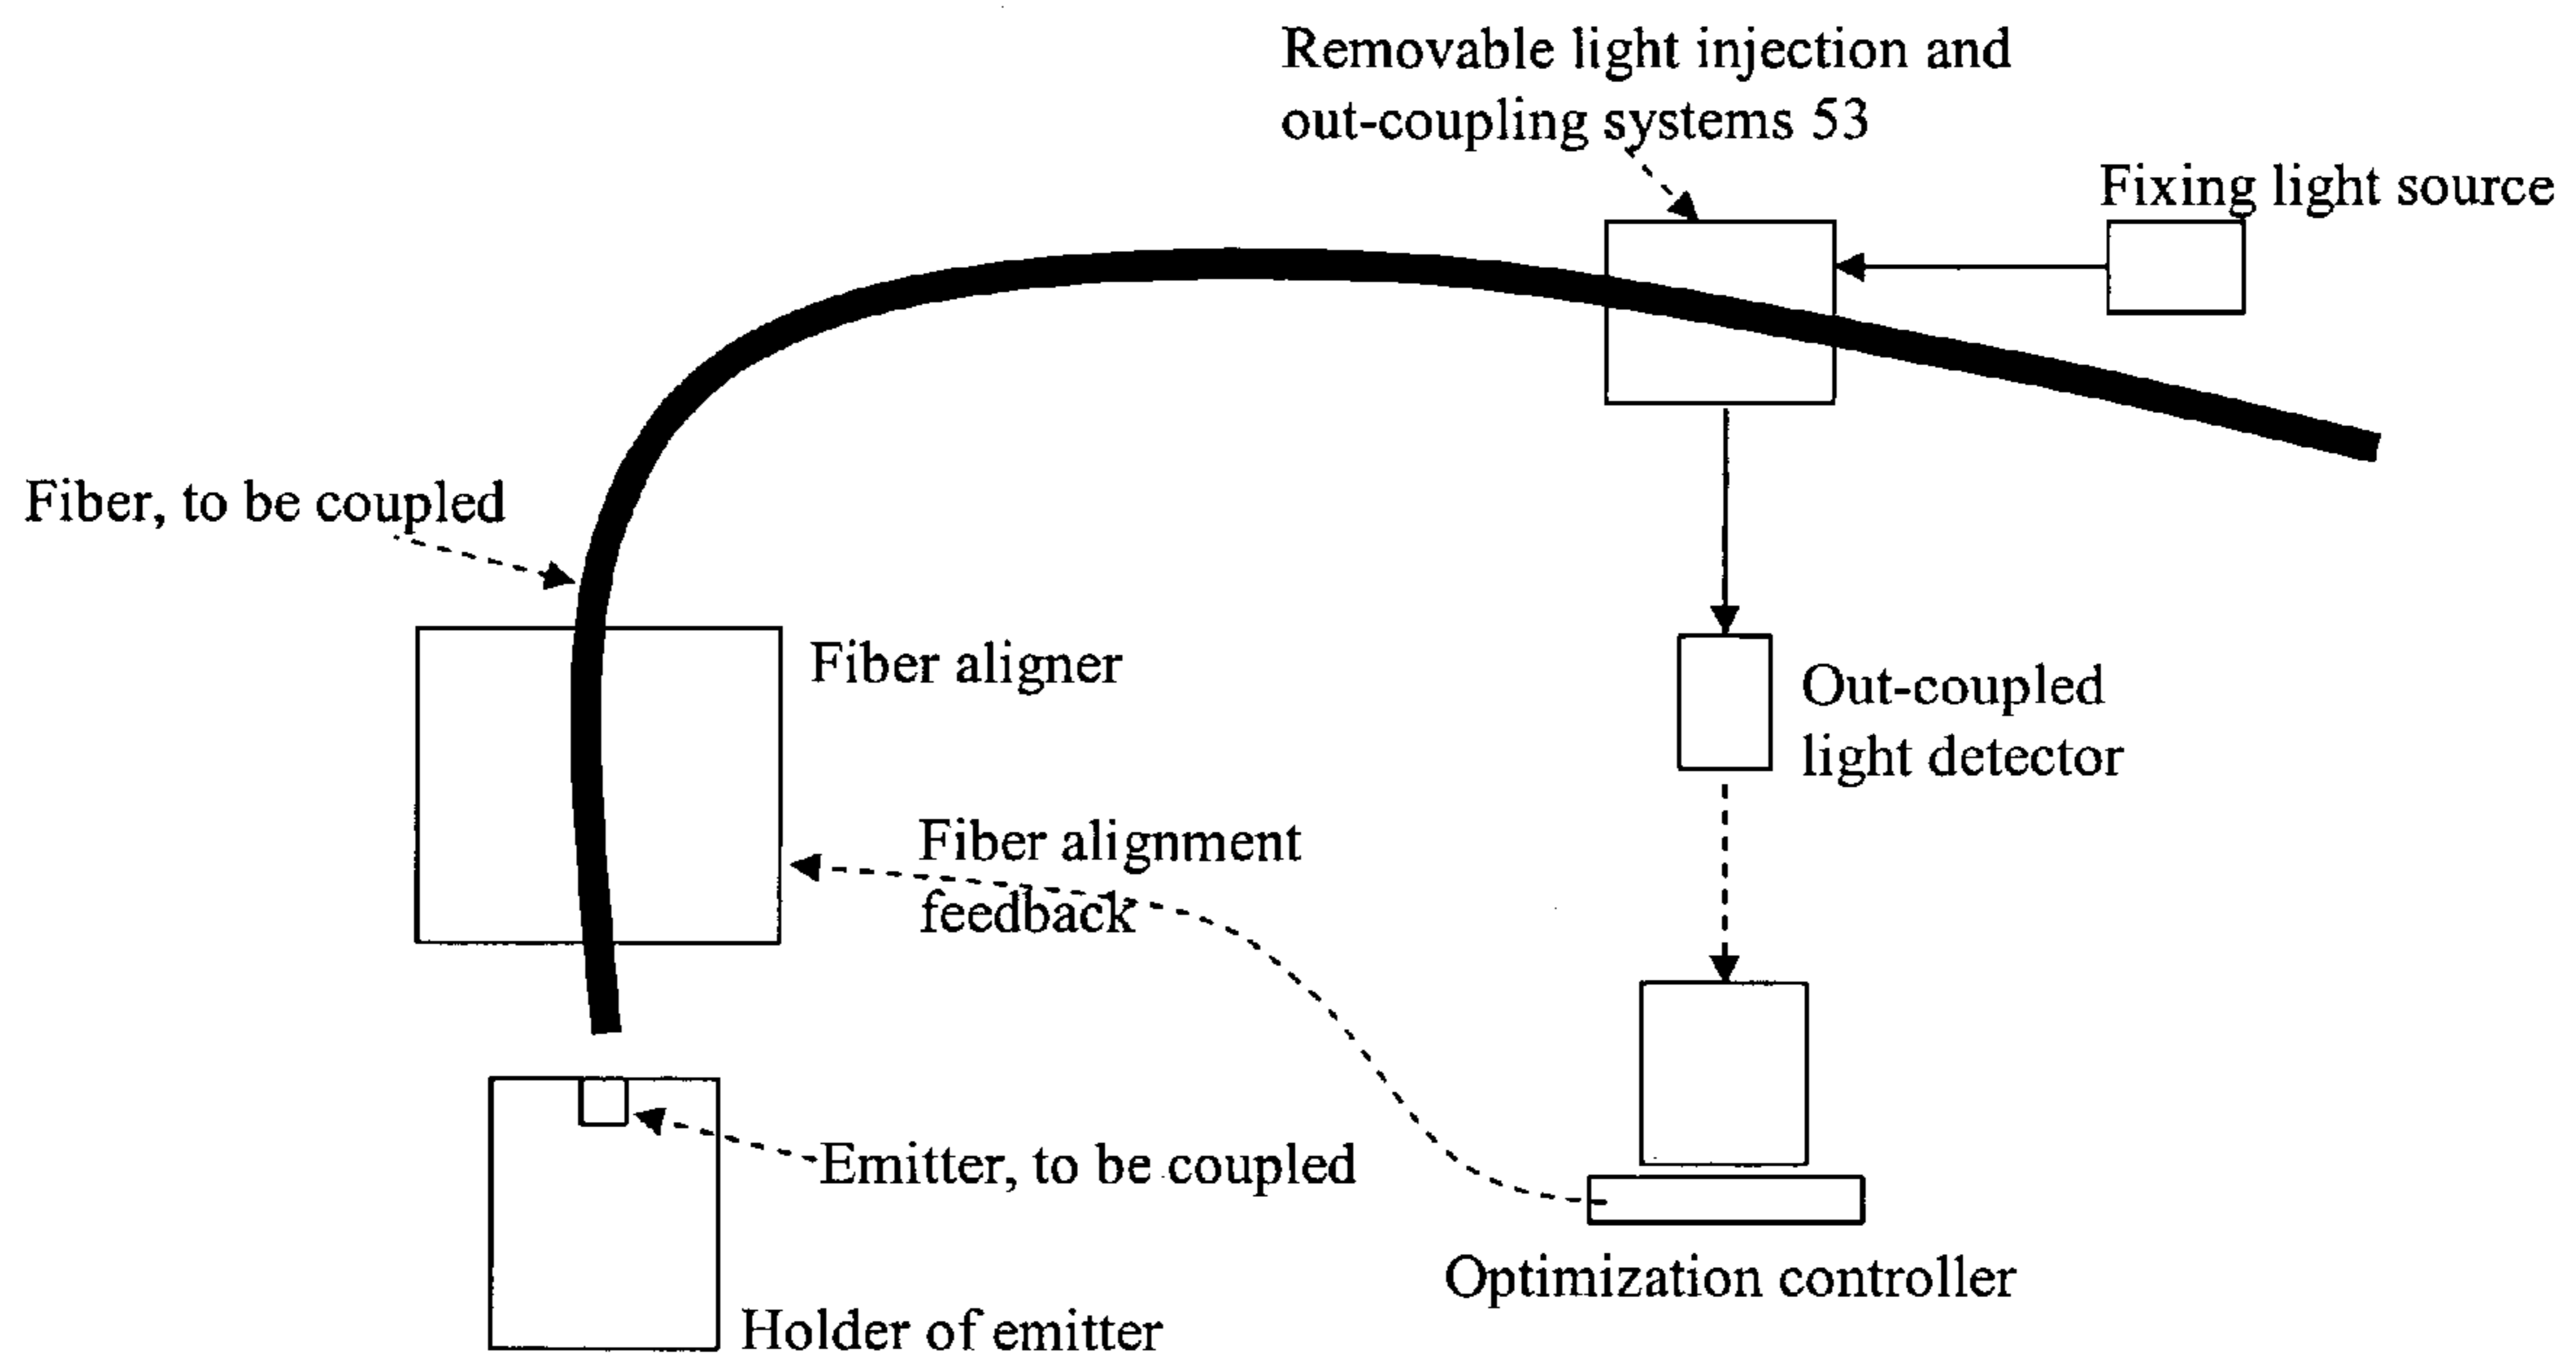 Removable light injection and
out-coupling systems 53
Fixing light source
Fiber, to be coupled
Fiber aligner
Out-coupled
light detector
Fiber alignment
feedback
Emitter, to be coupled
Optimization controller
Holder of emitter